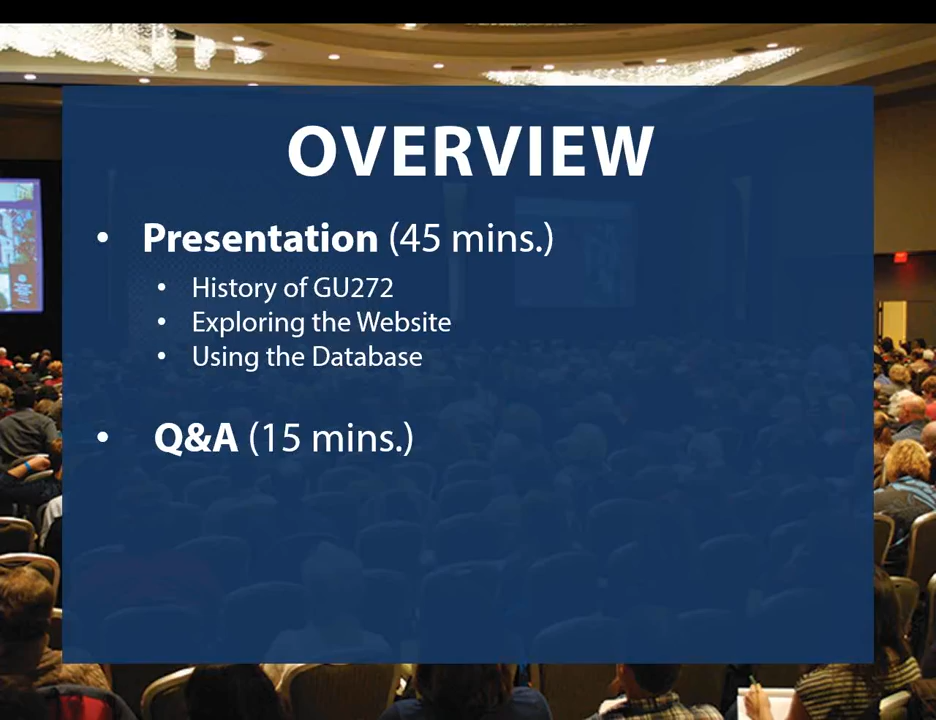 OVERVIEW
• Presentation (45 mins.)
• History of GU272
• Exploring the Website
• Using the Database
• Q&A (15 mins.)